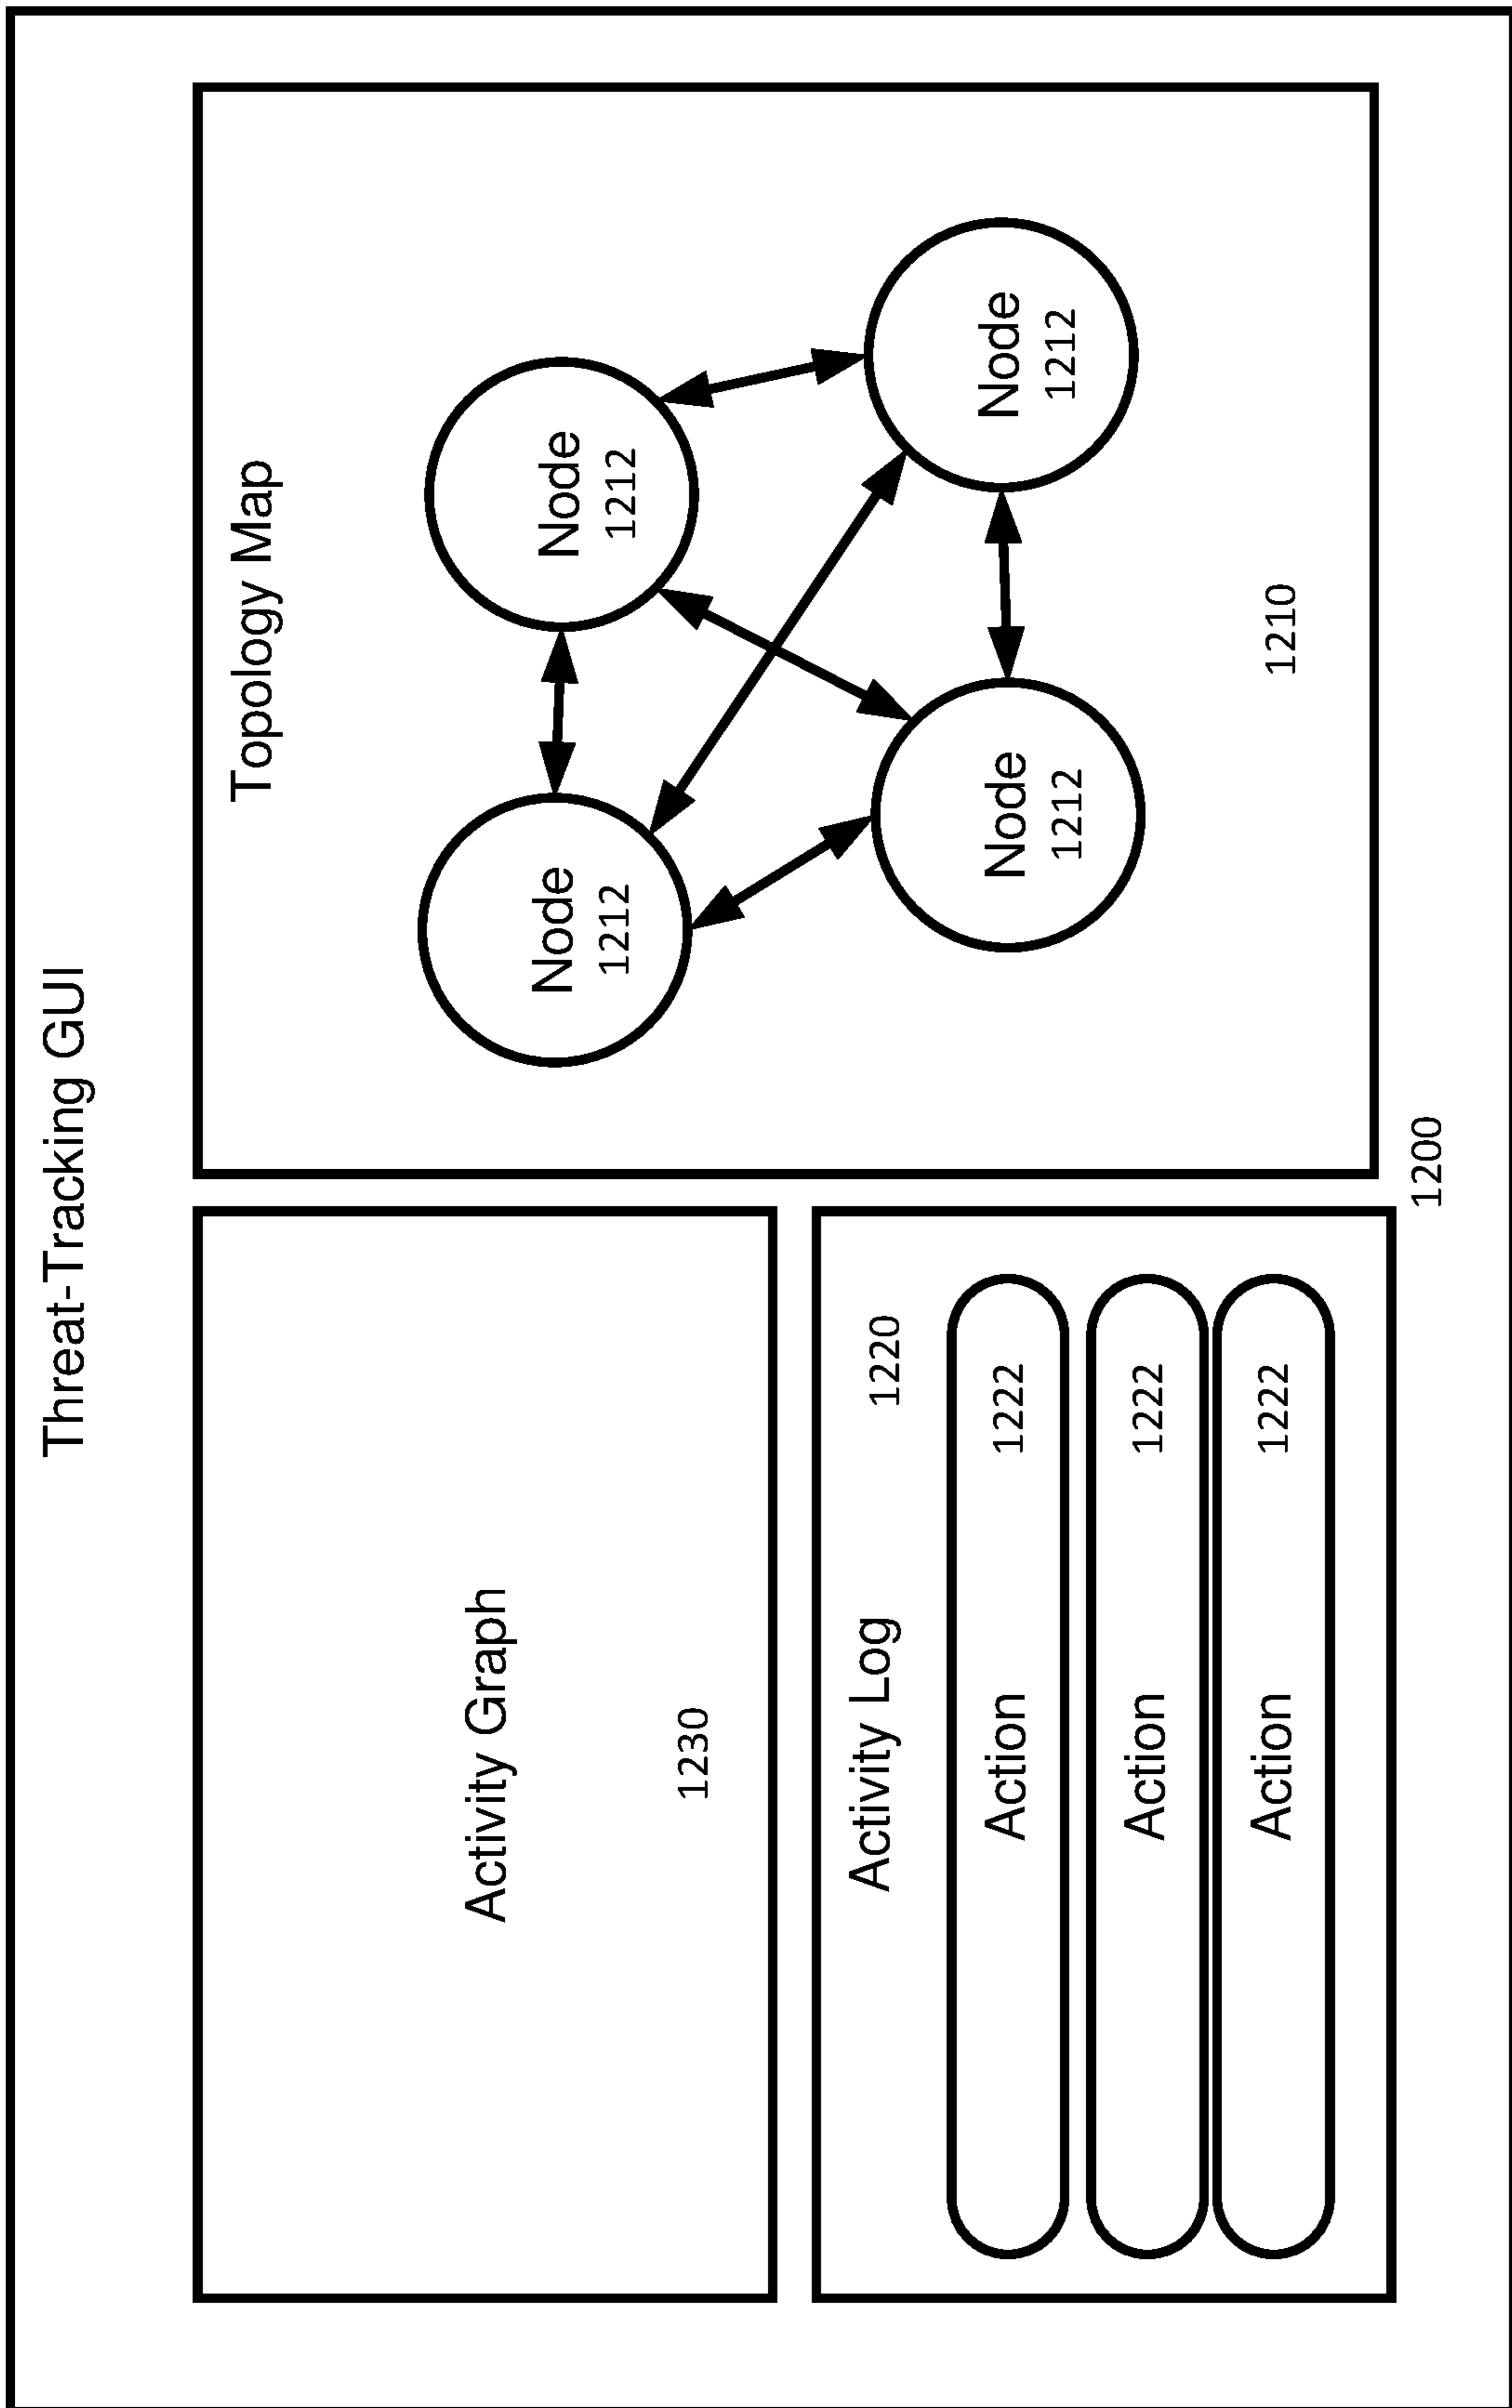 Threat-Tracking GUI
Activity Graph
1230
Activity Log
1220
Action 1222
Action 1222
Action 1222
Topology Map
Node
1212
Node
1212
Node
1212
Node
1212
1210
1200